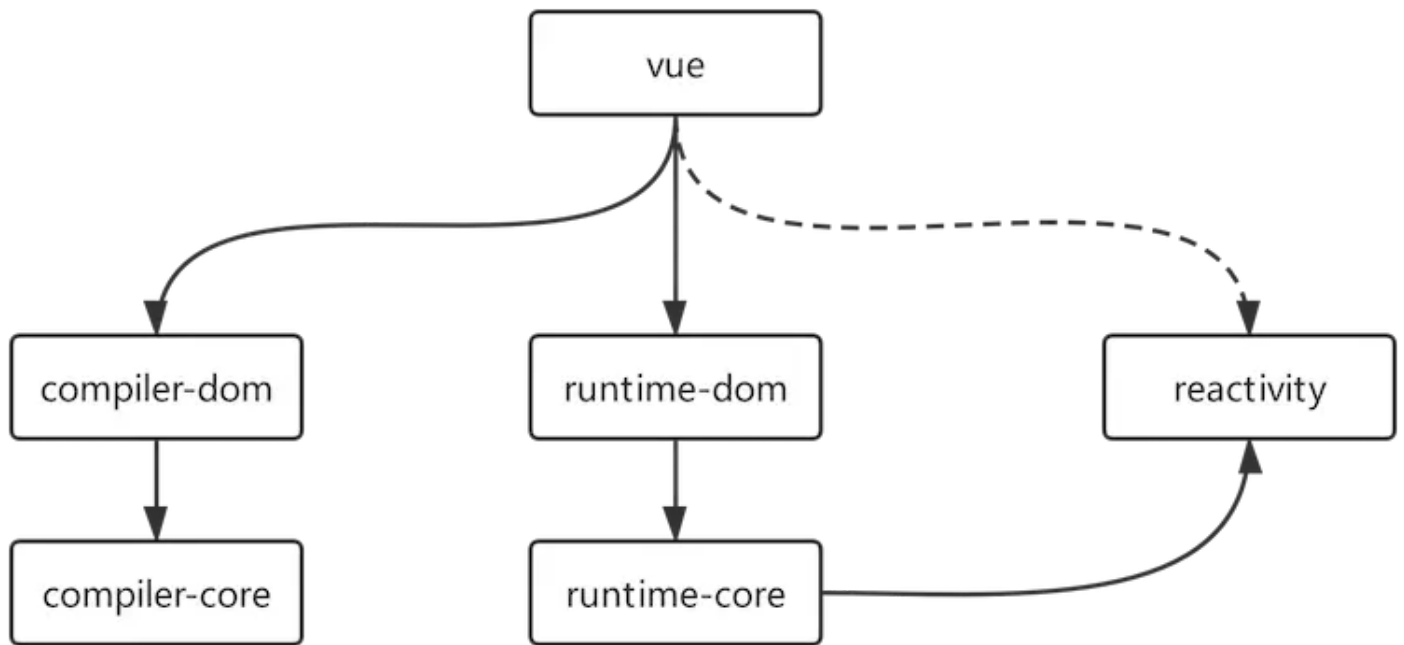 vue
compiler-dom
runtime-dom
reactivity
compiler-core
runtime-core